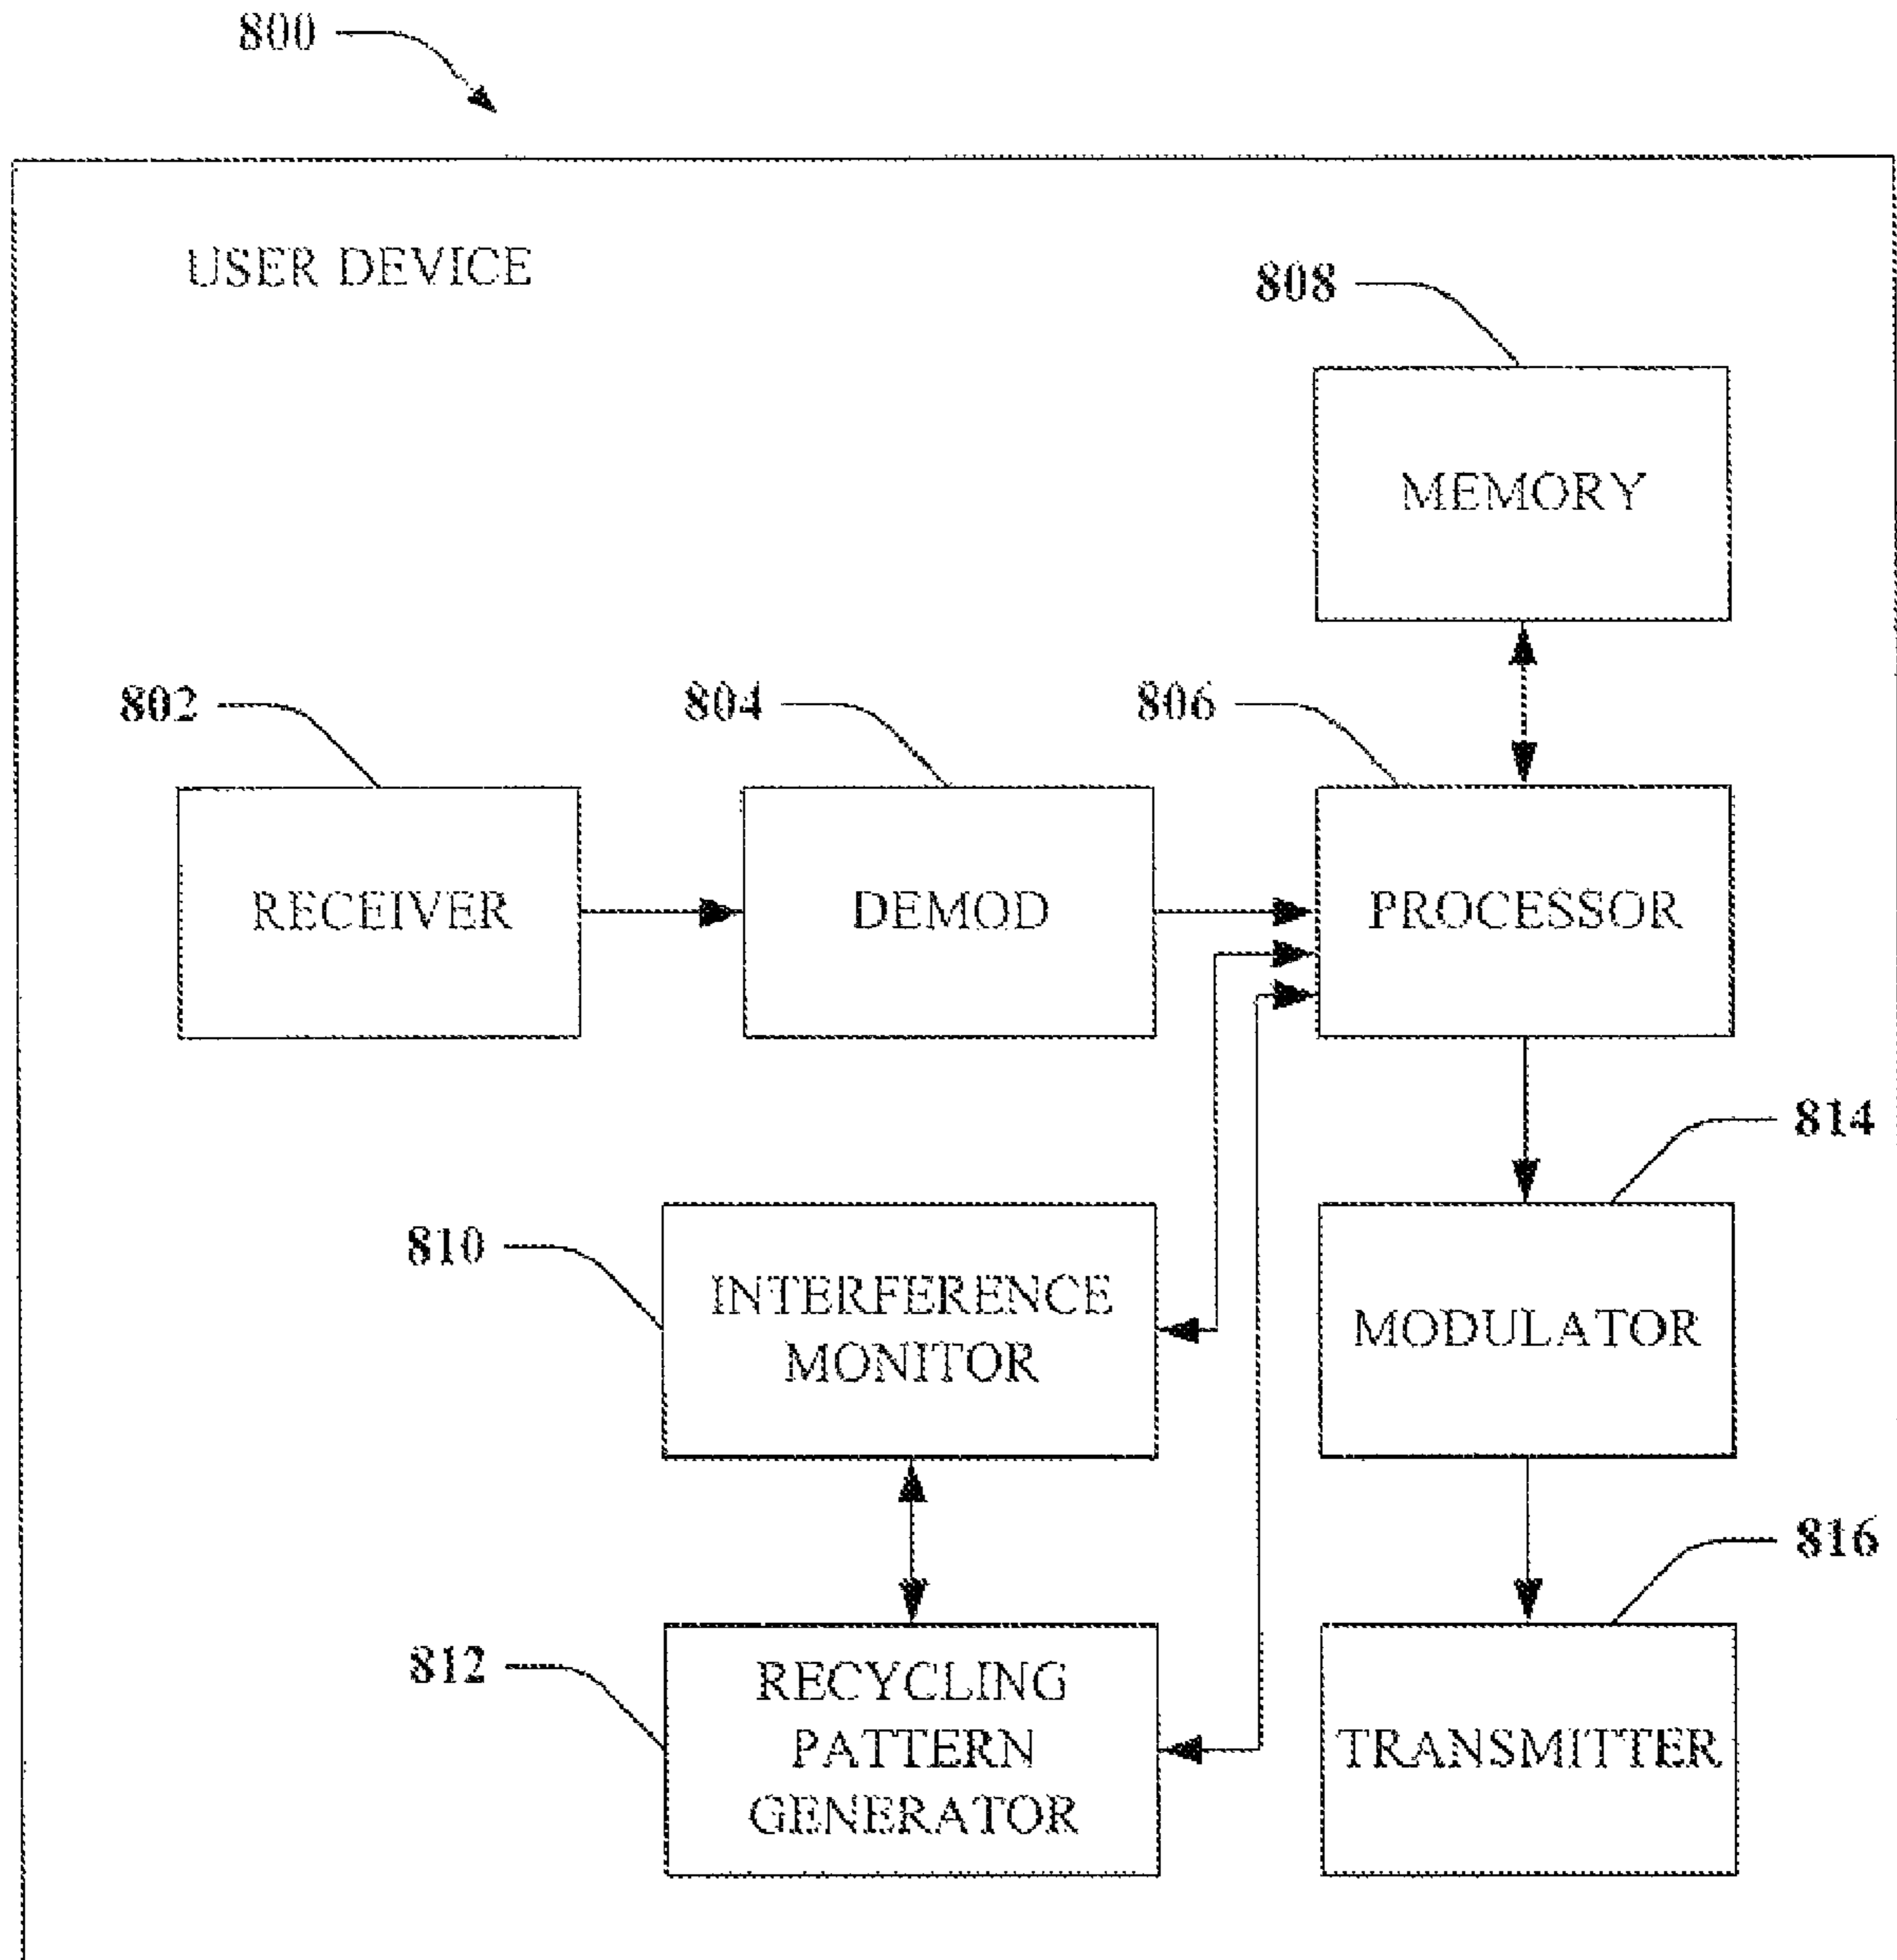 800
USER DEVICE
808
MEMORY
802
804
806
RECEIVER
DEMOD
PROCESSOR
814
810
INTERFERENCE
MONITOR
MODULATOR
816
812
RECYCLING
PATTERN
GENERATOR
TRANSMITTER